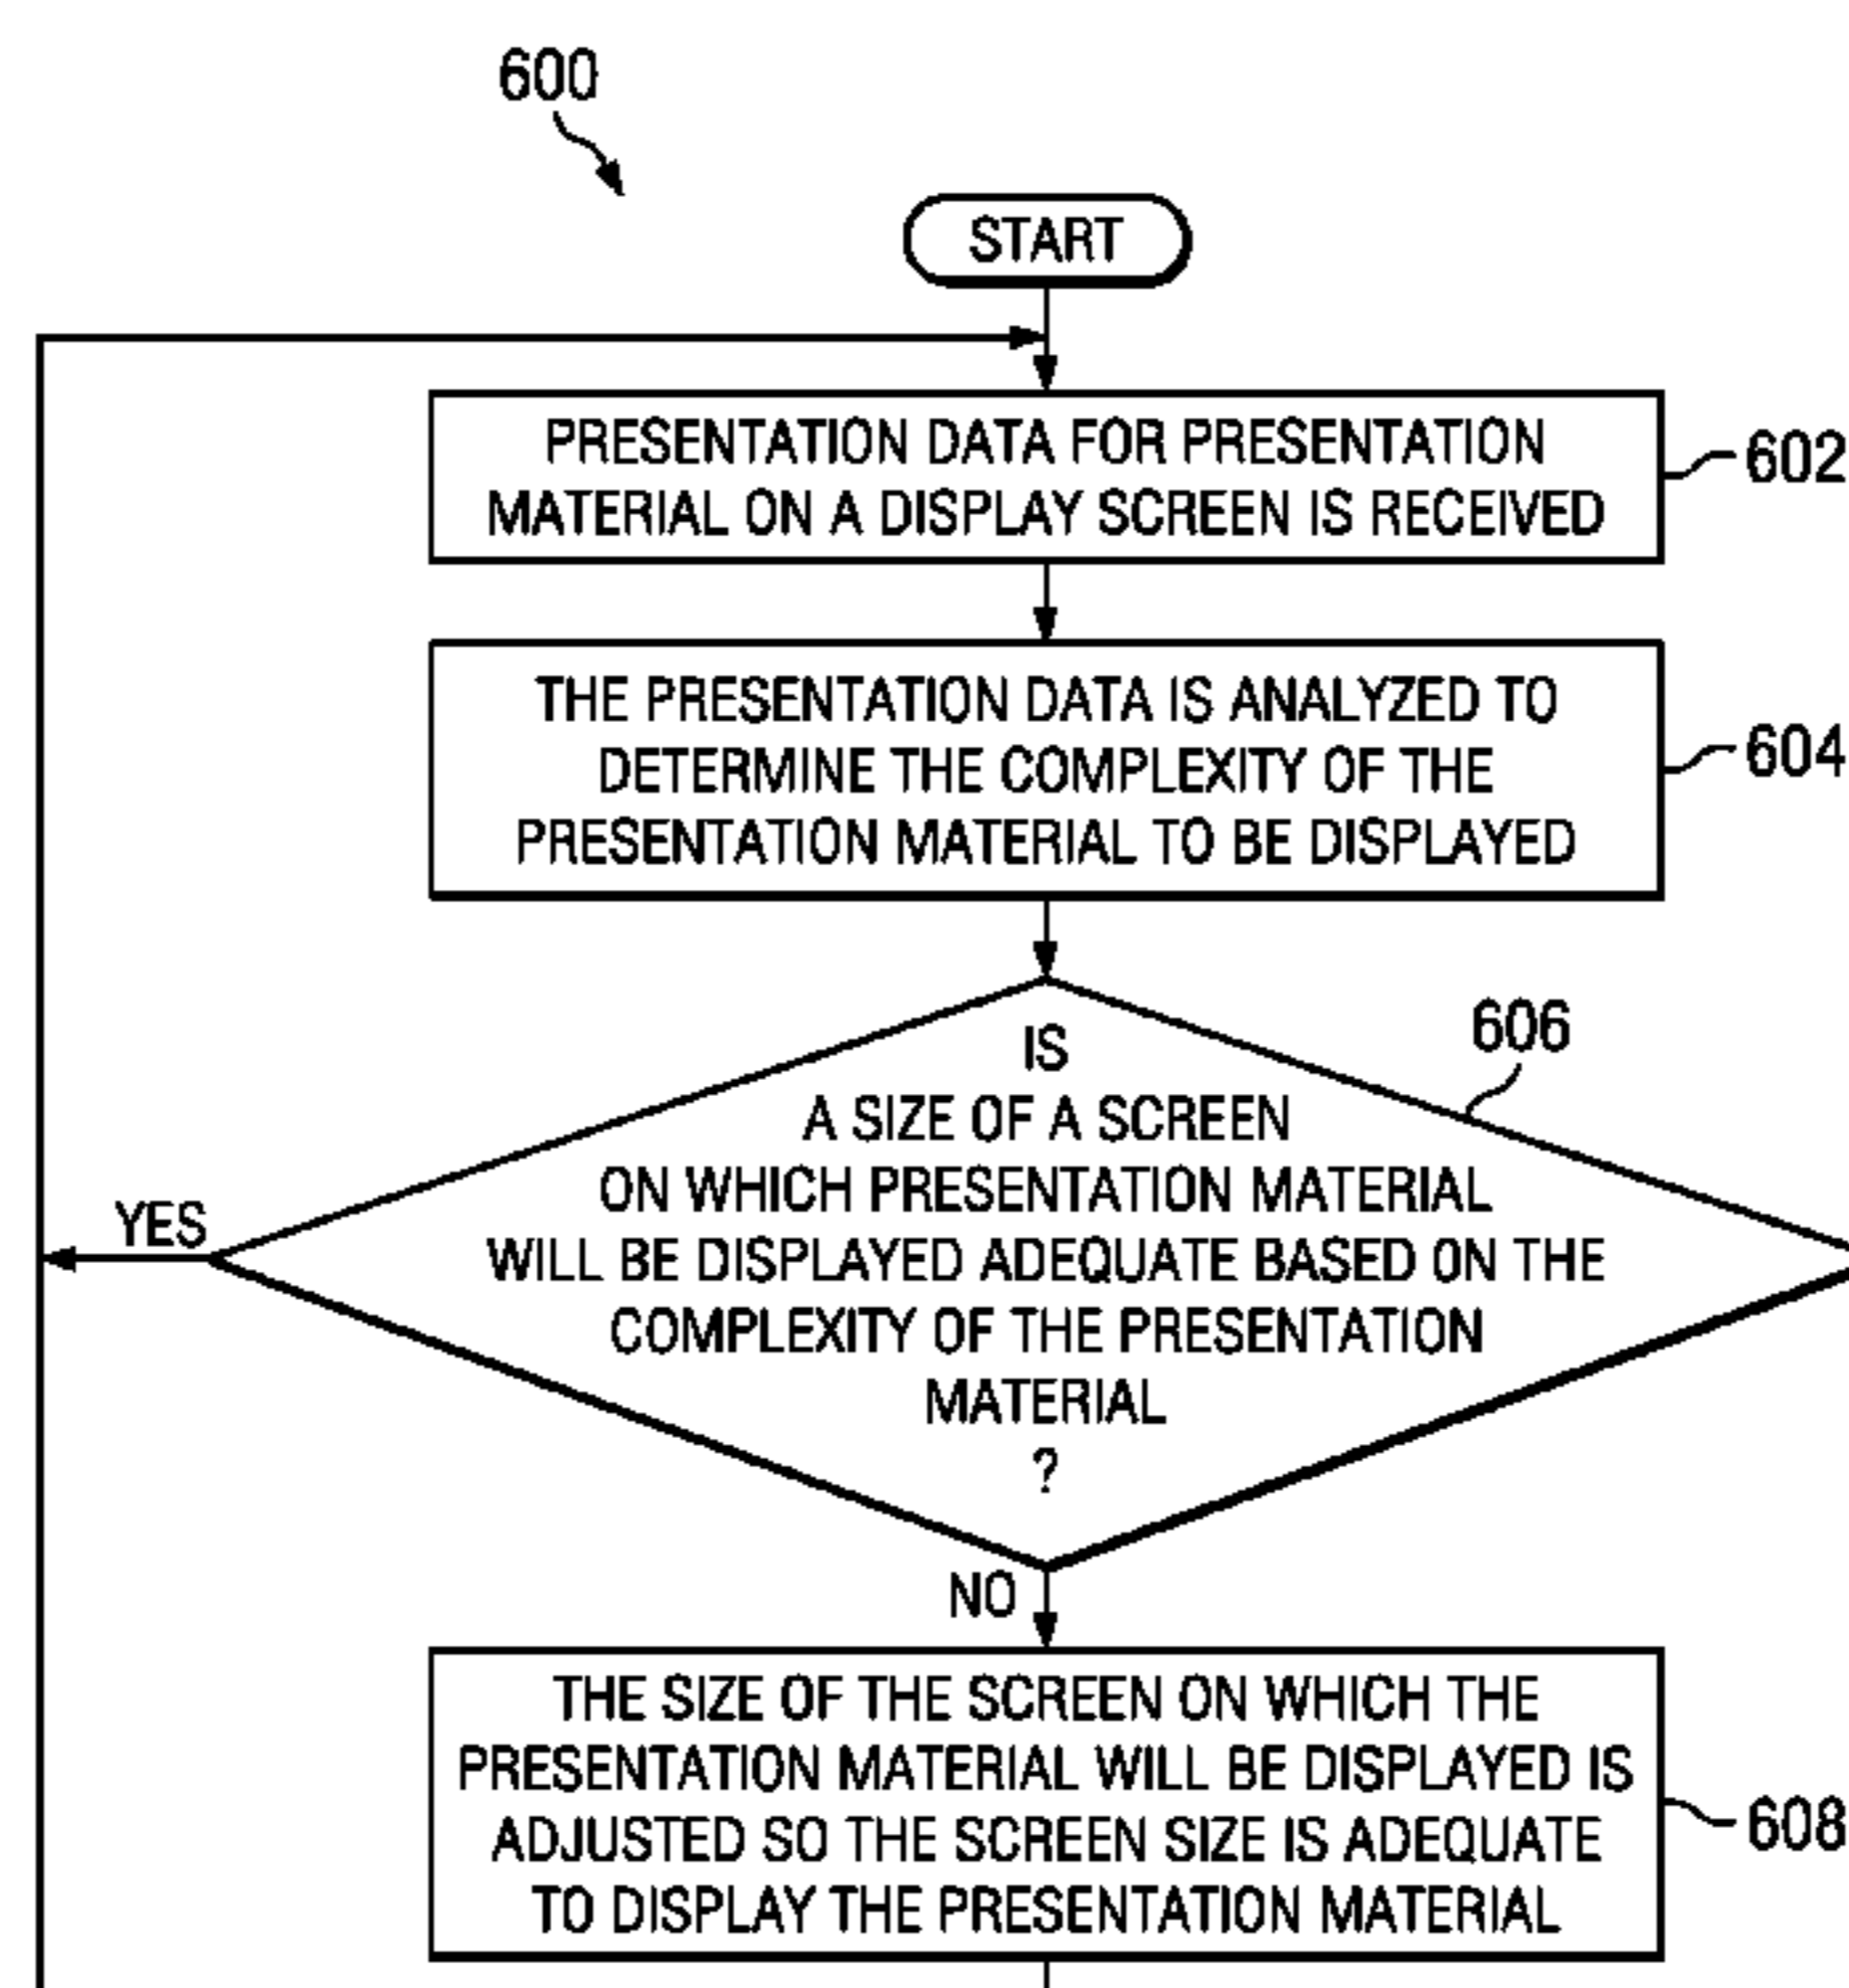 600
START
PRESENTATION DATA FOR PRESENTATION
MATERIAL ON A DISPLAY SCREEN IS RECEIVED
602
THE PRESENTATION DATA IS ANALYZED TO
DETERMINE THE COMPLEXITY OF THE
PRESENTATION MATERIAL TO BE DISPLAYED
604
606
IS
A SIZE OF A SCREEN
ON WHICH PRESENTATION MATERIAL
WILL BE DISPLAYED ADEQUATE BASED ON THE
COMPLEXITY OF THE PRESENTATION
MATERIAL
?
YES
NO
THE SIZE OF THE SCREEN ON WHICH THE
PRESENTATION MATERIAL WILL BE DISPLAYED IS
ADJUSTED SO THE SCREEN SIZE IS ADEQUATE
TO DISPLAY THE PRESENTATION MATERIAL
608